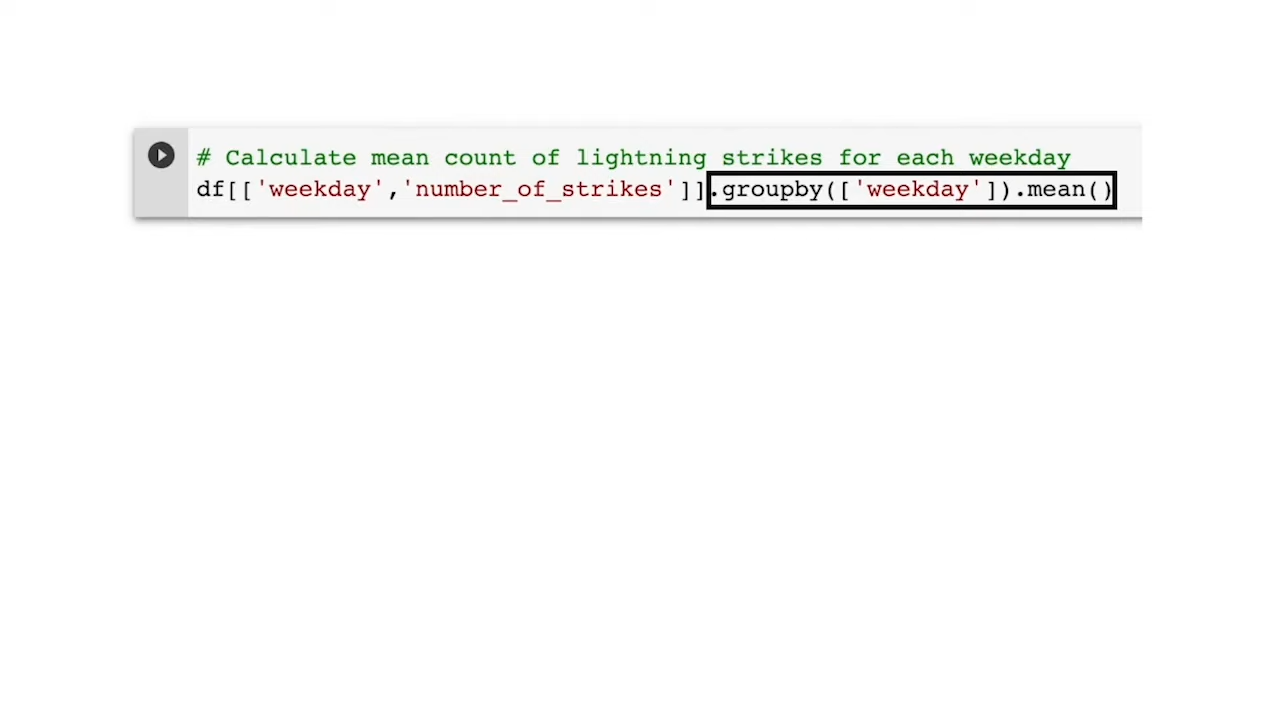 # Calculate mean count of lightning strikes for each weekday
df[['weekday','number_of_strikes']].groupby(['weekday']).mean()